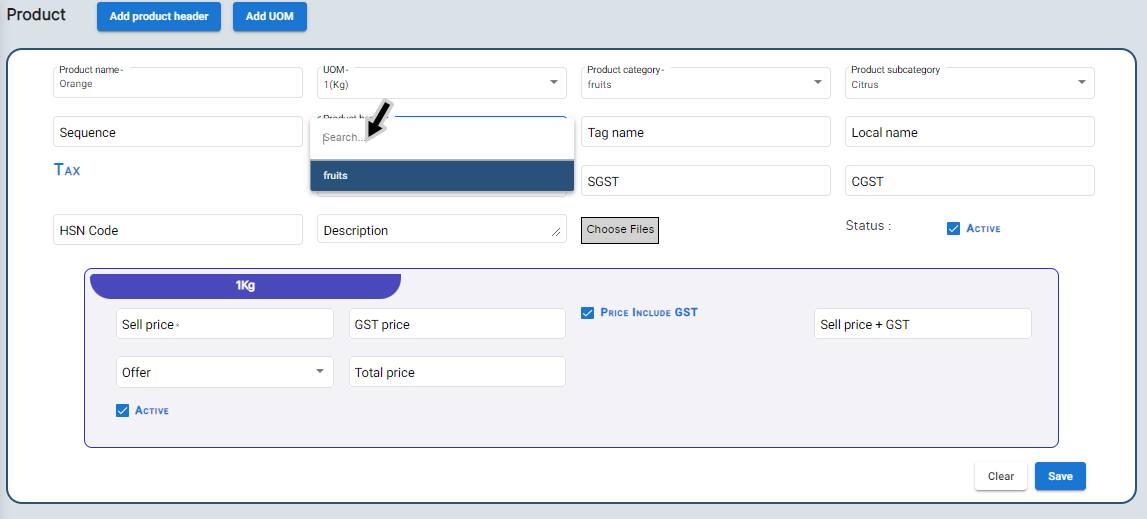 Product
Add product header
Add UOM
Product name -
Orange
UOM -
1(Kg)
Product category -
fruits
Product subcategory
Citrus
Sequence
Search...
fruits
Tag name
Local name
TAX
SGST
CGST
HSN Code
Description
Choose Files
Status :
ACTIVE
1Kg
Sell price *
GST price
PRICE INCLUDE GST
Sell price + GST
Offer
Total price
ACTIVE
Clear
Save